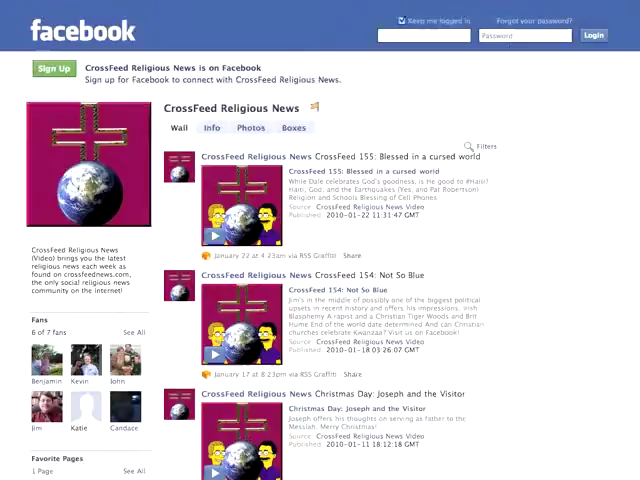 facebook
Keep me logged in
Forgot your password?
Password
Login
Sign Up
CrossFeed Religious News is on Facebook
Sign up for Facebook to connect with CrossFeed Religious News.
CrossFeed Religious News
Wall Info Photos Boxes
Filters
CrossFeed Religious News CrossFeed 155: Blessed in a cursed world
CrossFeed 155: Blessed in a cursed world
While Dale celebrates God's goodness, is He good to #Haiti?
Haiti, God, and the Earthquakes (Yes, and Pat Robertson)
Religion and Schools Blessing of Cell Phones
Source: CrossFeed Religious News Video
Published: 2010-01-22 11:31:47 GMT
January 22 at 4:23am via RSS Graffiti Share
CrossFeed Religious News
(Video) brings you the latest
religious news each week as
found on crossfeednews.com,
the only social religious news
community on the internet!
CrossFeed Religious News CrossFeed 154: Not So Blue
CrossFeed 154: Not So Blue
Jim's in the middle of possibly one of the biggest political
upsets in recent history and offers his impressions. Irish
Blasphemy A rapist and a Christian Tiger Woods and Brit
Hume End of the world date determined And can Christian
churches celebrate Kwanzaa? Visit us on Facebook!
Source: CrossFeed Religious News Video
Published: 2010-01-18 03:26:07 GMT
January 17 at 8:23pm via RSS Graffiti Share
Fans
6 of 7 fans See All
Benjamin Kevin John
Jim Katie Candace
CrossFeed Religious News Christmas Day: Joseph and the Visitor
Christmas Day: Joseph and the Visitor
Joseph offers his thoughts on serving as father to the
Messiah. Merry Christmas!
Source: CrossFeed Religious News Video
Published: 2010-01-11 18:12:18 GMT
Favorite Pages
1 Page See All